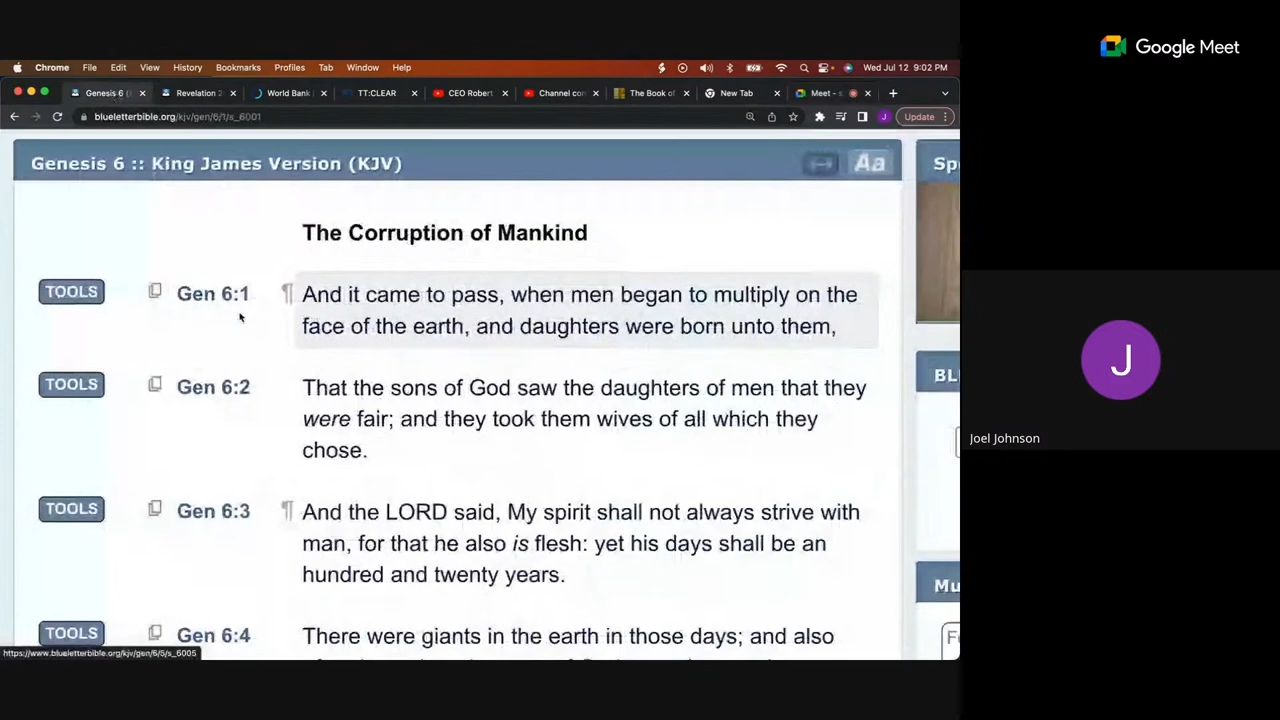 Google Meet
Chrome File Edit View History Bookmarks Profiles Tab Window Help Wed Jul 12 9:02 PM
Genesis 6 Revelation 2 World Bank TT:CLEAR CEO Robert Channel con The Book of New Tab Meet - s
blueletterbible.org/kjv/gen/6/1/s_6001 J Update
Genesis 6 :: King James Version (KJV) Aa Sp
The Corruption of Mankind
TOOLS Gen 6:1 ¶ And it came to pass, when men began to multiply on the
face of the earth, and daughters were born unto them,
TOOLS Gen 6:2 That the sons of God saw the daughters of men that they
were fair; and they took them wives of all which they
chose.
TOOLS Gen 6:3 ¶ And the LORD said, My spirit shall not always strive with
man, for that he also is flesh: yet his days shall be an
hundred and twenty years.
TOOLS Gen 6:4 There were giants in the earth in those days; and also
https://www.blueletterbible.org/kjv/gen/6/5/s_6005
BL
Mu
F
J
Joel Johnson